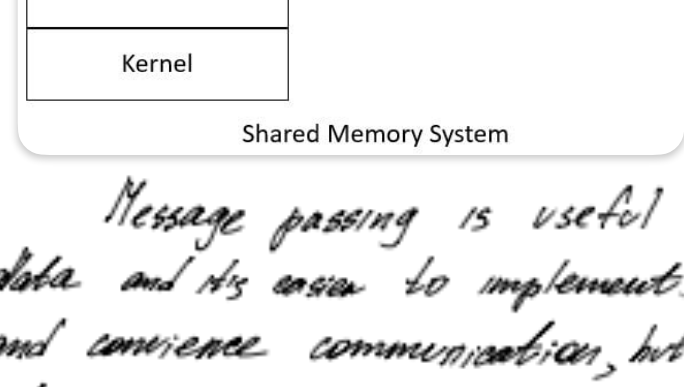 Kernel
Shared Memory System
Message passing is useful
data and it's easier to implement.
and convience communication, but